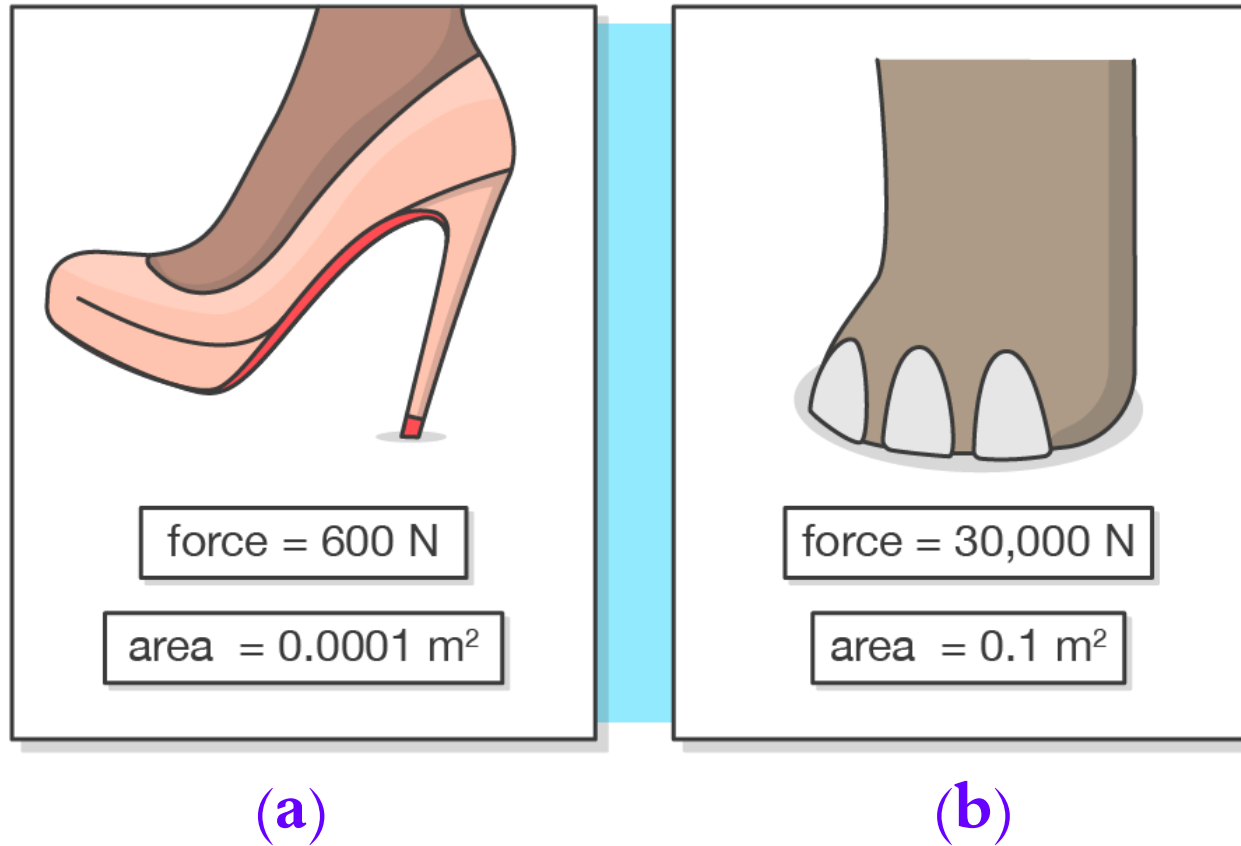 force = 600 N
area = 0.0001 m²
(a)
force = 30,000 N
area = 0.1 m²
(b)